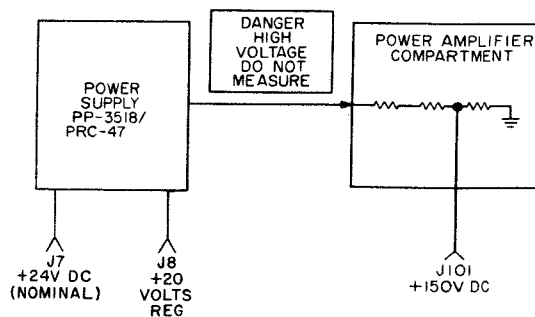 DANGER
HIGH
VOLTAGE
DO NOT
MEASURE
POWER AMPLIFIER
COMPARTMENT
POWER
SUPPLY
PP-3518/
PRC-47
J7
+24V DC
(NOMINAL)
J8
+20
VOLTS
REG
J101
+150V DC